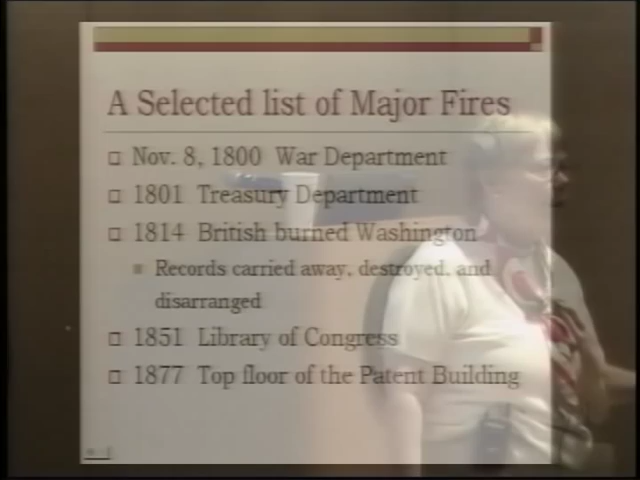 A Selected list of Major Fires
Nov. 8, 1800 War Department
1801 Treasury Department
1814 British burned Washington
Records carried away, destroyed, and
disarranged
1851 Library of Congress
1877 Top floor of the Patent Building